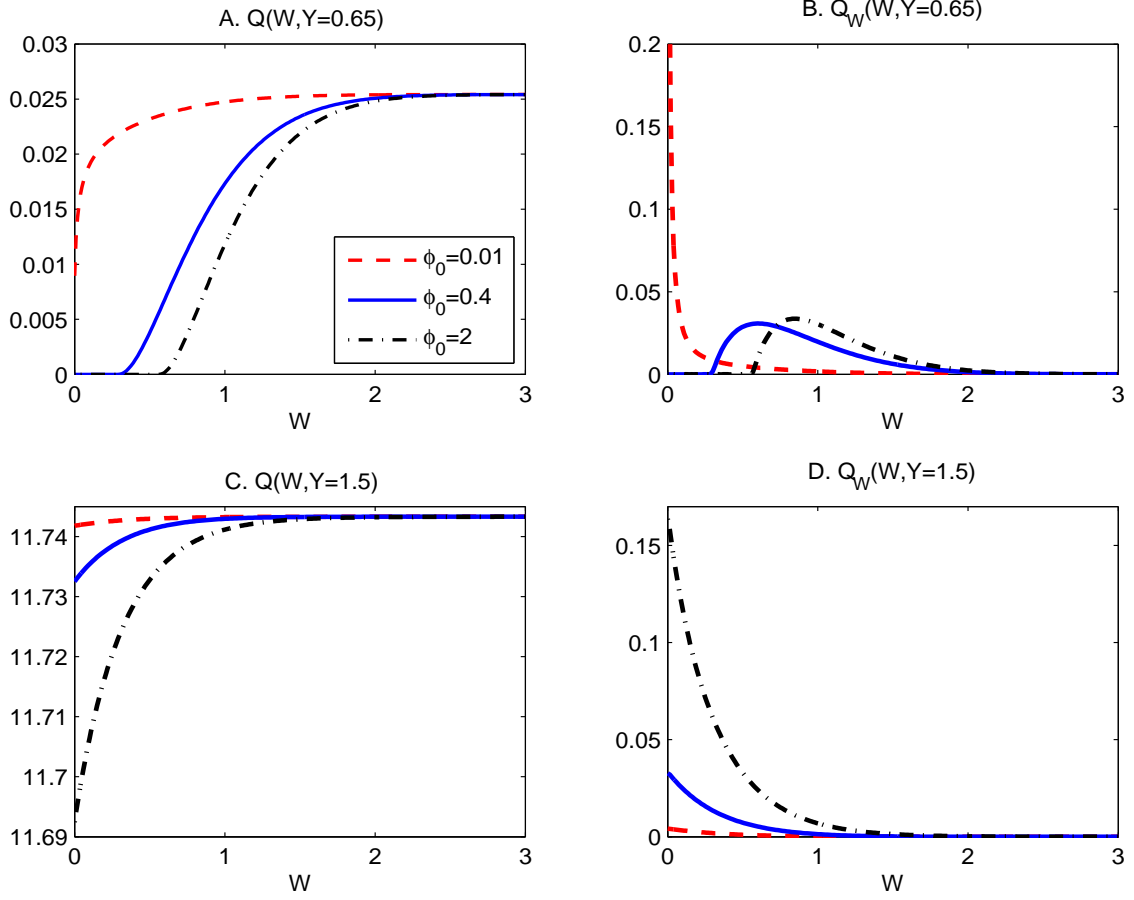 A. Q(W,Y=0.65)
0.03
0.025
0.02
0.015
0.01
0.005
0
0 1 2 3
W
ϕ₀=0.01
ϕ₀=0.4
ϕ₀=2
B. Q_W(W,Y=0.65)
0.2
0.15
0.1
0.05
0
0 1 2 3
W
C. Q(W,Y=1.5)
11.74
11.73
11.72
11.71
11.7
11.69
0 1 2 3
W
D. Q_W(W,Y=1.5)
0.15
0.1
0.05
0
0 1 2 3
W